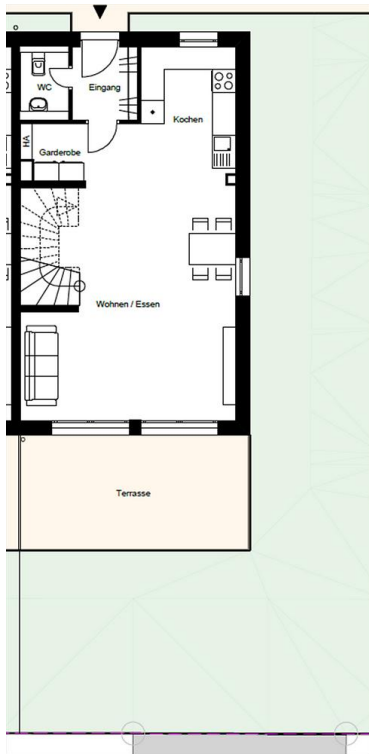 WC
Eingang
Kochen
HA
Garderobe
Wohnen / Essen
Terrasse